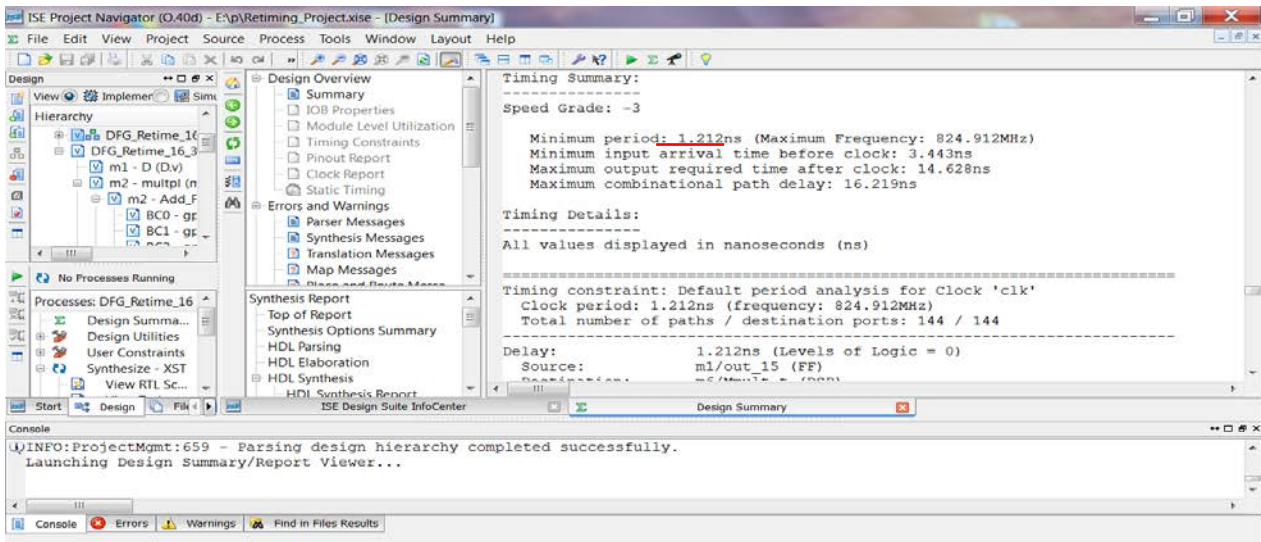 ISE Project Navigator (O.40d) - E:\p\Retiming_Project.xise - [Design Summary]
File Edit View Project Source Process Tools Window Layout Help
Design
View Implemen Simu
Hierarchy
DFG_Retime_16
DFG_Retime_16_3
m1 - D (D.v)
m2 - multpl (m
m2 - Add_F
BC0 - gp
BC1 - gp
No Processes Running
Processes: DFG_Retime_16
Design Summa...
Design Utilities
User Constraints
Synthesize - XST
View RTL Sc...
Start Design File
Design Overview
Summary
IOB Properties
Module Level Utilization
Timing Constraints
Pinout Report
Clock Report
Static Timing
Errors and Warnings
Parser Messages
Synthesis Messages
Translation Messages
Map Messages
Synthesis Report
Top of Report
Synthesis Options Summary
HDL Parsing
HDL Elaboration
HDL Synthesis
HDL Synthesis Report
Timing Summary:
---------------
Speed Grade: -3
Minimum period: 1.212ns (Maximum Frequency: 824.912MHz)
Minimum input arrival time before clock: 3.443ns
Maximum output required time after clock: 14.628ns
Maximum combinational path delay: 16.219ns
Timing Details:
---------------
All values displayed in nanoseconds (ns)
Timing constraint: Default period analysis for Clock 'clk'
Clock period: 1.212ns (frequency: 824.912MHz)
Total number of paths / destination ports: 144 / 144
Delay: 1.212ns (Levels of Logic = 0)
Source: m1/out_15 (FF)
ISE Design Suite InfoCenter
Design Summary
Console
INFO:ProjectMgmt:659 - Parsing design hierarchy completed successfully.
Launching Design Summary/Report Viewer...
Console Errors Warnings Find in Files Results